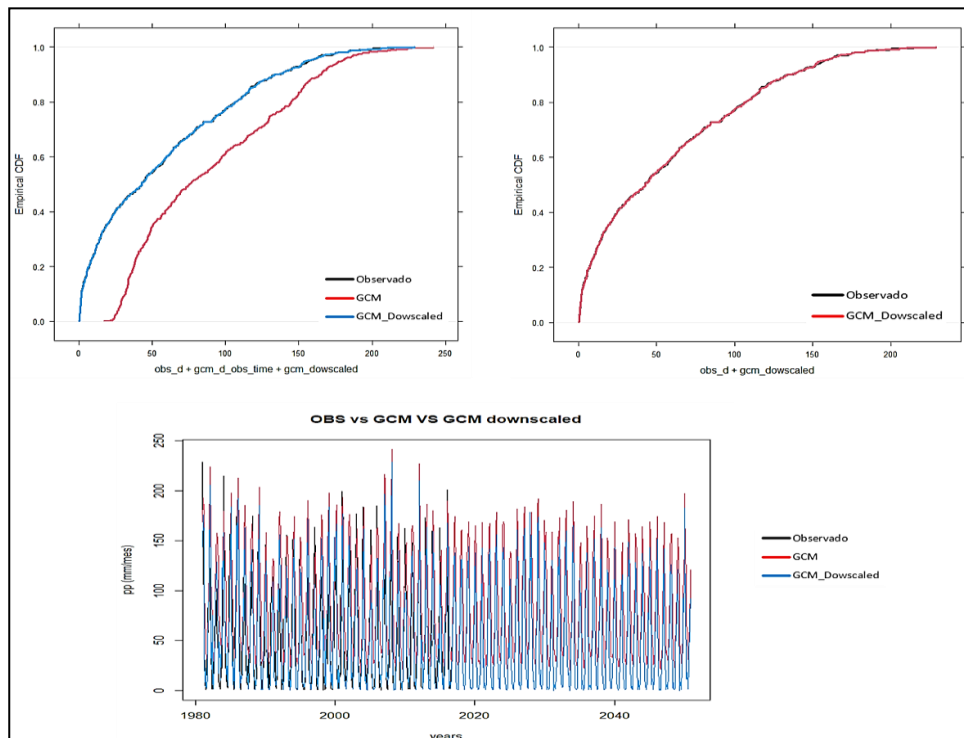 1.0
0.8
0.6
0.4
0.2
0.0
Empirical CDF
Observado
GCM
GCM_Dowscaled
0 50 100 150 200 250
obs_d + gcm_d_obs_time + gcm_dowscaled
1.0
0.8
0.6
0.4
0.2
0.0
Empirical CDF
Observado
GCM_Dowscaled
0 50 100 150 200
obs_d + gcm_dowscaled
OBS vs GCM VS GCM downscaled
250
200
150
100
50
0
pp (mm/mes)
1980 2000 2020 2040
years
Observado
GCM
GCM_Dowscaled